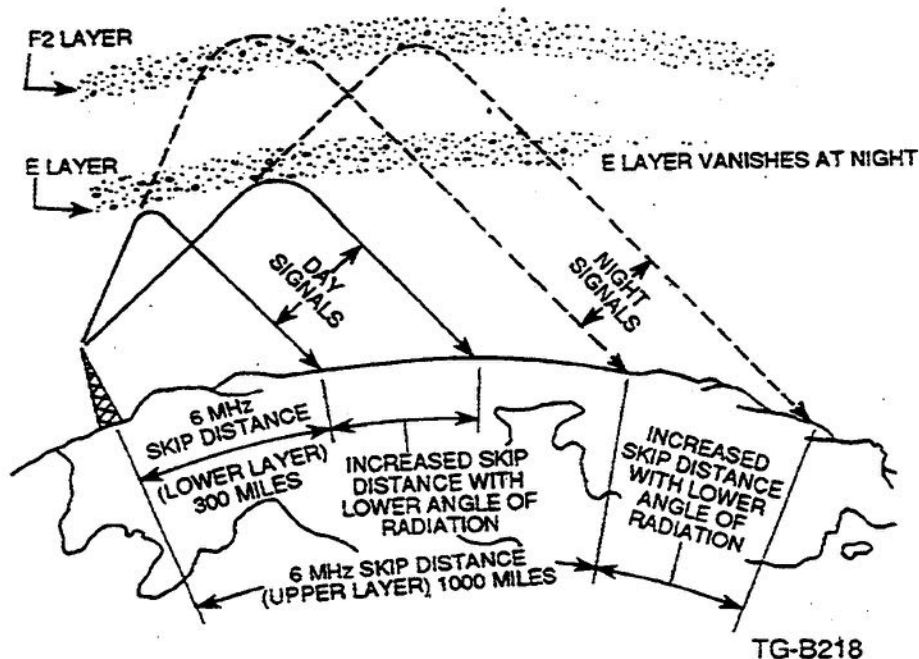 F2 LAYER
E LAYER
E LAYER VANISHES AT NIGHT
DAY
SIGNALS
NIGHT
SIGNALS
6 MHz
SKIP DISTANCE
(LOWER LAYER)
300 MILES
INCREASED SKIP
DISTANCE WITH
LOWER ANGLE OF
RADIATION
INCREASED
SKIP DISTANCE
WITH LOWER
ANGLE OF
RADIATION
6 MHz SKIP DISTANCE
(UPPER LAYER) 1000 MILES
TG-B218